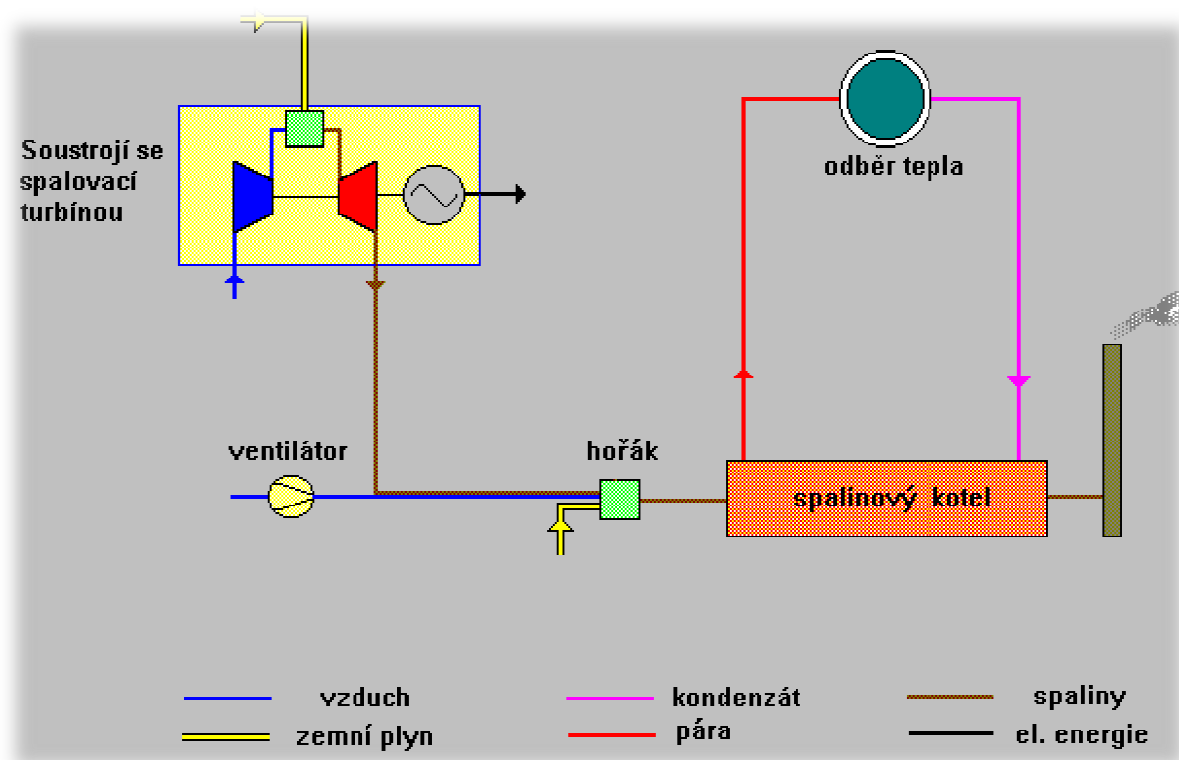 Soustrojí se
spalovací
turbínou
odběr tepla
ventilátor
hořák
spalinový kotel
vzduch
kondenzát
spaliny
zemní plyn
pára
el. energie